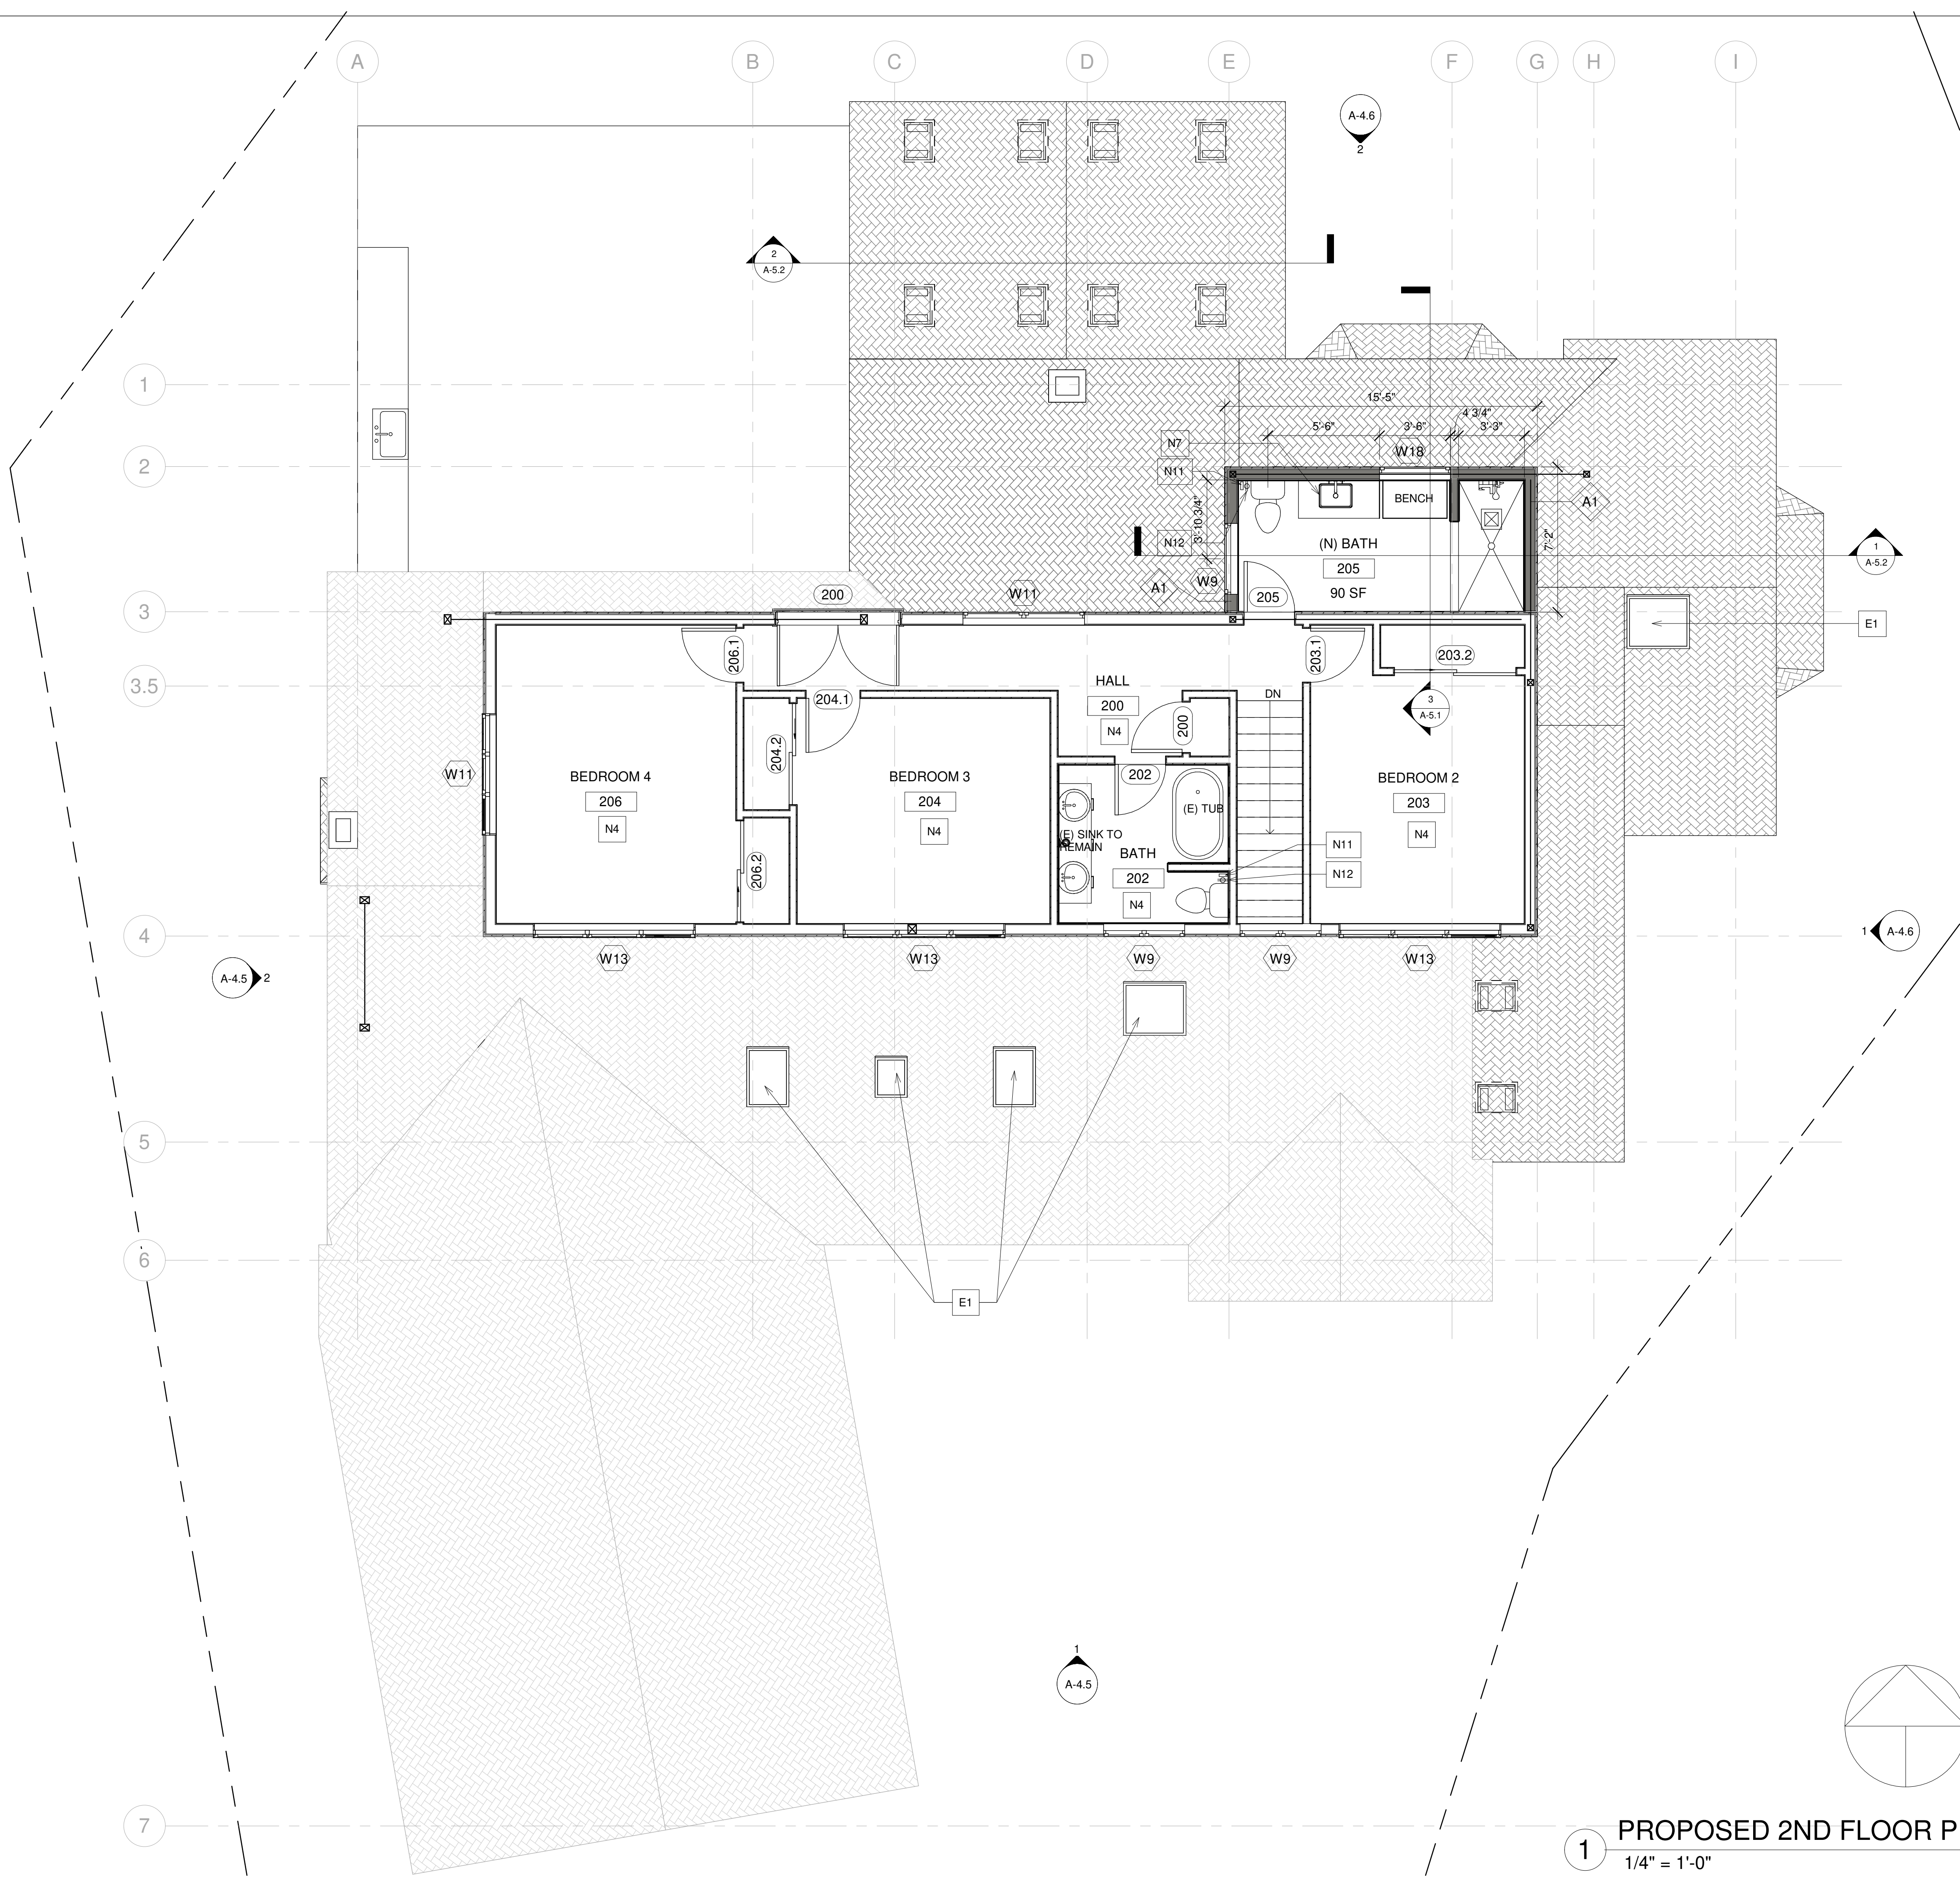 A
B
C
D
E
F
G
H
I
A-4.6
2
2
A-5.2
1
15'-5"
4 3/4"
5'-6"
3'-6"
3'-3"
N7
W18
2
N11
BENCH
A1
3'-10 3/4"
N12
(N) BATH
7'-2"
1
A-5.2
205
A1
W9
90 SF
205
3
200
W11
E1
206.1
203.1
203.2
3.5
204.1
HALL
200
DN
3
A-5.1
N4
200
204.2
W11
BEDROOM 4
206
N4
BEDROOM 3
204
N4
202
(E) TUB
BEDROOM 2
203
N4
(E) SINK TO
REMAIN
BATH
202
N4
206.2
N11
N12
4
1
A-4.6
W13
W13
W9
W9
W13
A-4.5
2
5
6
E1
1
A-4.5
7
1
PROPOSED 2ND FLOOR P
1/4" = 1'-0"